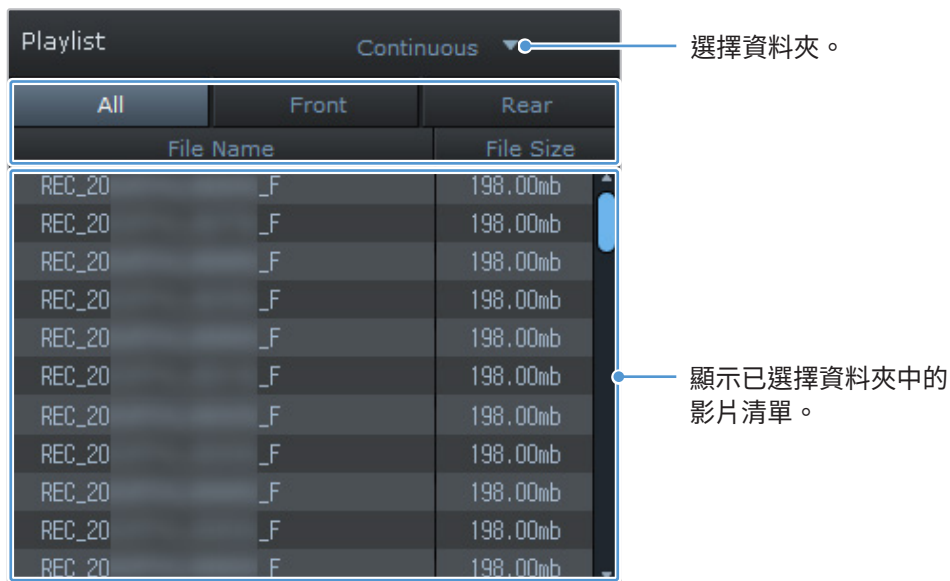 Playlist Continuous 選擇資料夾。
All Front Rear
File Name File Size
REC_20 _F 198.00mb
REC_20 _F 198.00mb
REC_20 _F 198.00mb
REC_20 _F 198.00mb
REC_20 _F 198.00mb
REC_20 _F 198.00mb
顯示已選擇資料夾中的
影片清單。
REC_20 _F 198.00mb
REC_20 _F 198.00mb
REC_20 _F 198.00mb
REC_20 _F 198.00mb
REC_20 _F 198.00mb